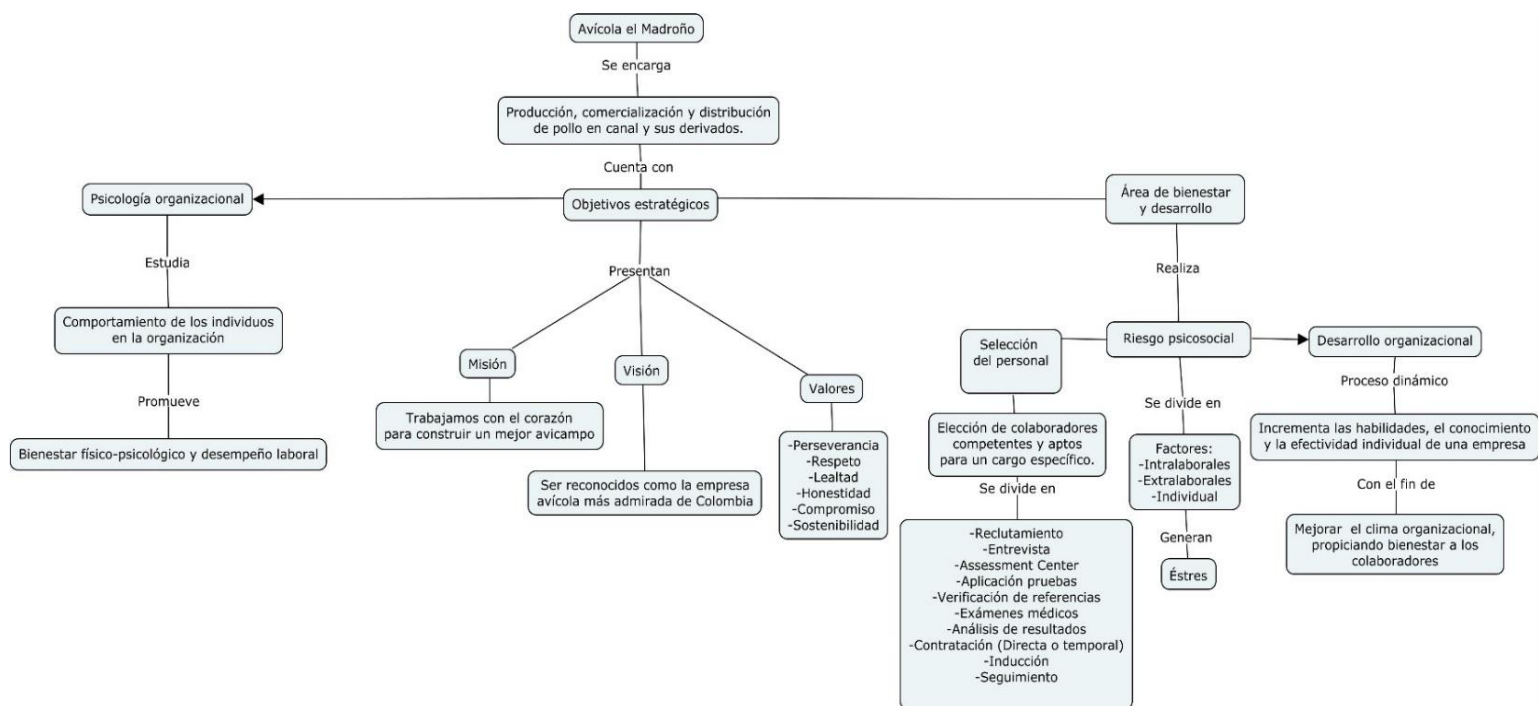 Avícola el Madroño
Se encarga
Producción, comercialización y distribución
de pollo en canal y sus derivados.
Cuenta con
Psicología organizacional
Objetivos estratégicos
Área de bienestar
y desarrollo
Estudia
Comportamiento de los individuos
en la organización
Promueve
Bienestar físico-psicológico y desempeño laboral
Presentan
Misión
Trabajamos con el corazón
para construir un mejor avicampo
Visión
Ser reconocidos como la empresa
avícola más admirada de Colombia
Valores
-Perseverancia
-Respeto
-Lealtad
-Honestidad
-Compromiso
-Sostenibilidad
Realiza
Selección
del personal
Elección de colaboradores
competentes y aptos
para un cargo específico.
Se divide en
-Reclutamiento
-Entrevista
-Assessment Center
-Aplicación pruebas
-Verificación de referencias
-Exámenes médicos
-Análisis de resultados
-Contratación (Directa o temporal)
-Inducción
-Seguimiento
Riesgo psicosocial
Se divide en
Factores:
-Intralaborales
-Extralaborales
-Individual
Generan
Éstres
Desarrollo organizacional
Proceso dinámico
Incrementa las habilidades, el conocimiento
y la efectividad individual de una empresa
Con el fin de
Mejorar el clima organizacional,
propiciando bienestar a los
colaboradores